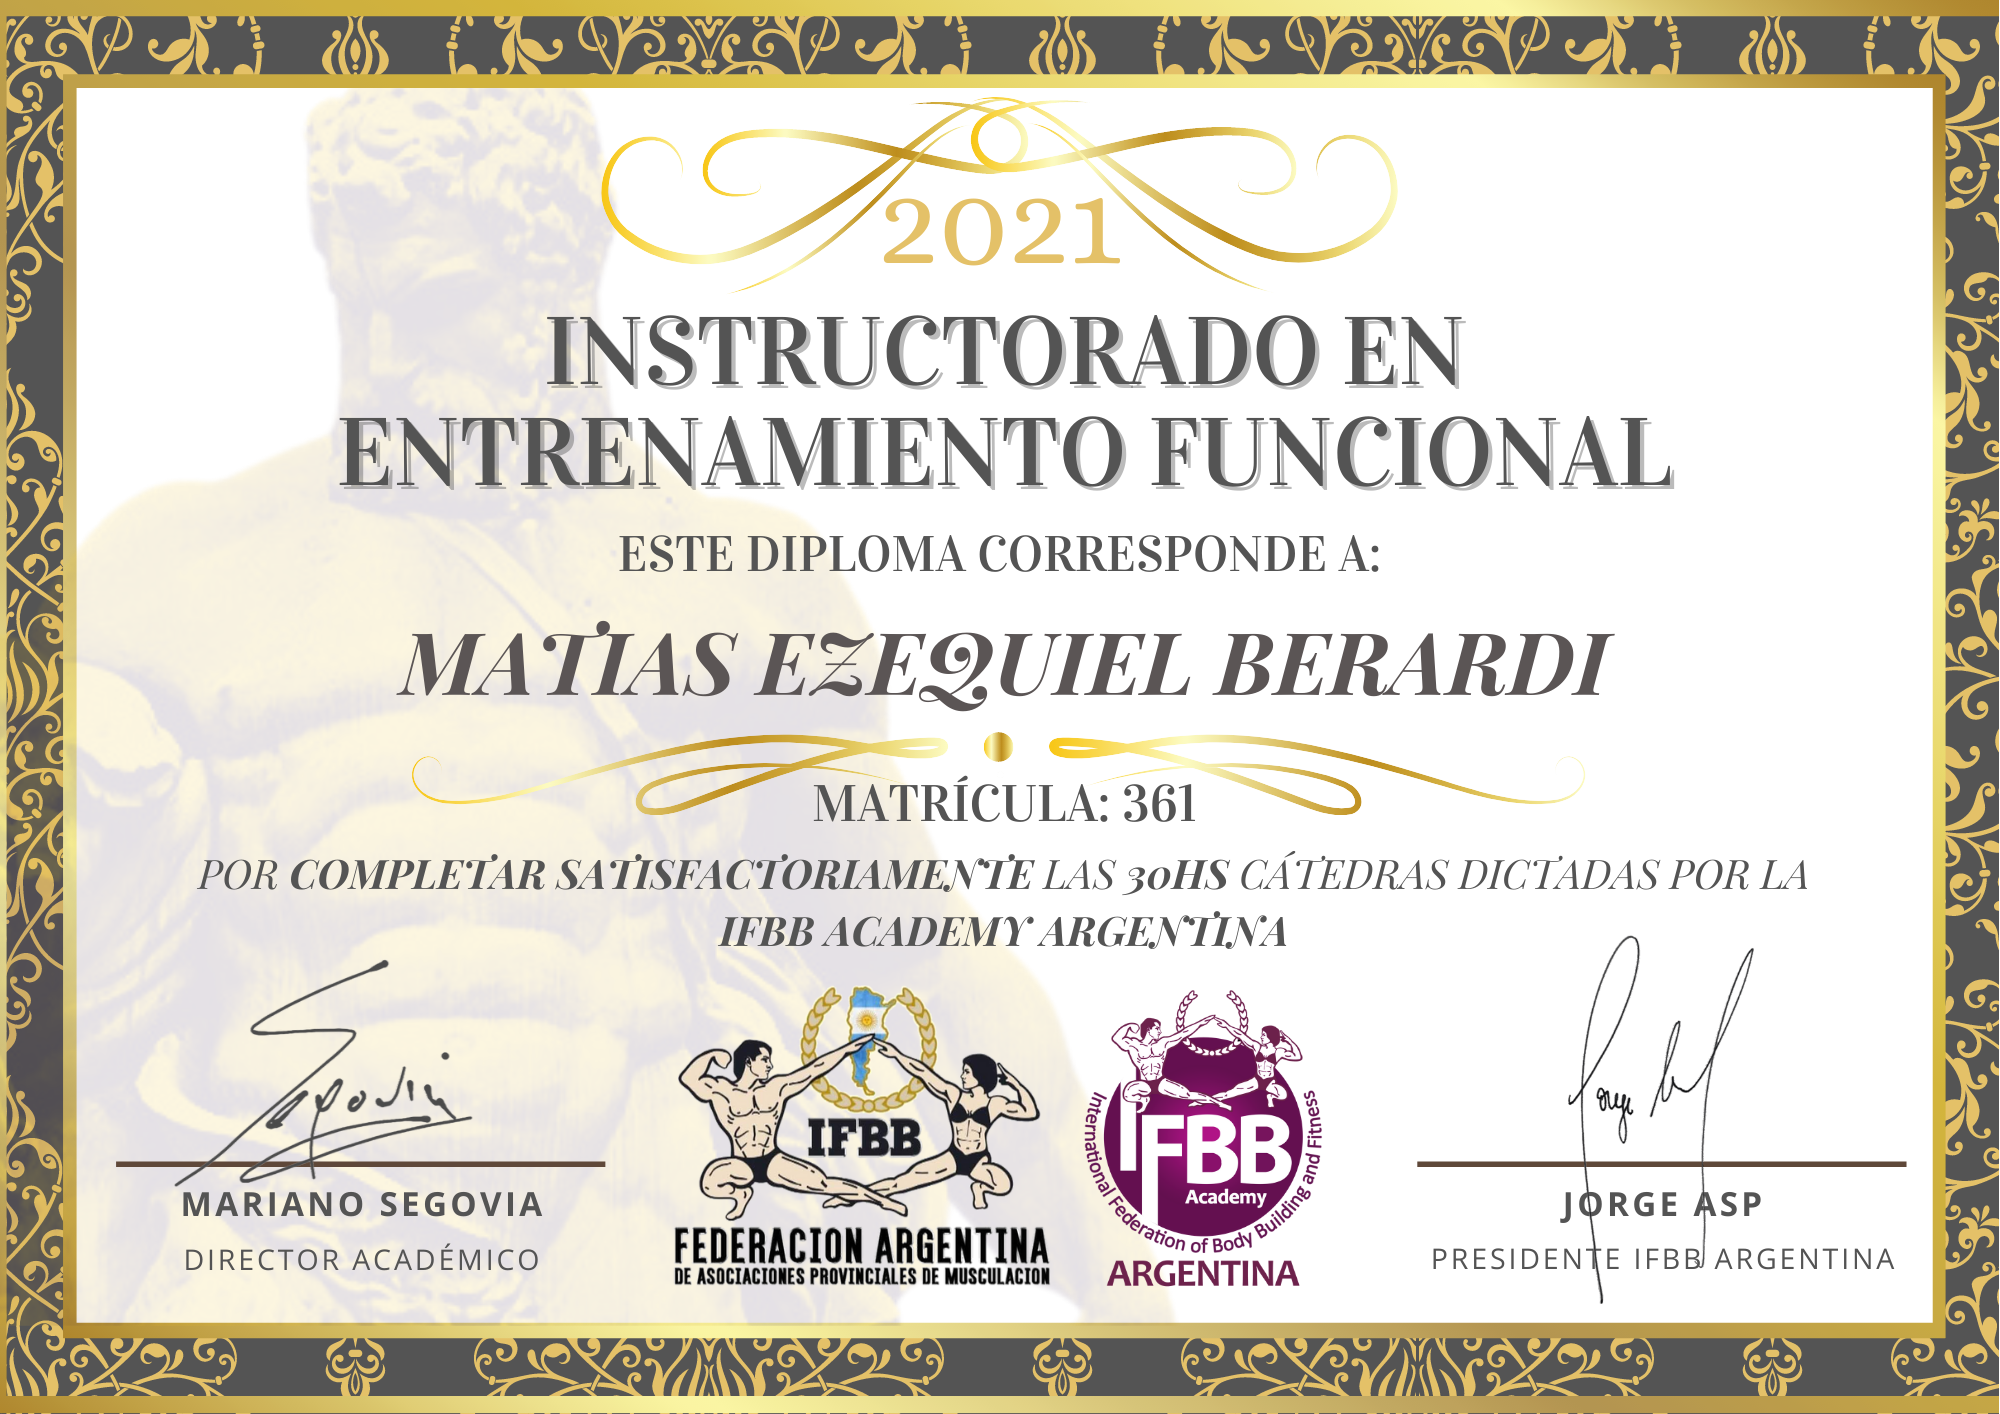 2021
INSTRUCTORADO EN
ENTRENAMIENTO FUNCIONAL
ESTE DIPLOMA CORRESPONDE A:
MATIAS EZEQUIEL BERARDI
MATRÍCULA: 361
POR COMPLETAR SATISFACTORIAMENTE LAS 30HS CÁTEDRAS DICTADAS POR LA
IFBB ACADEMY ARGENTINA
Segovia
MARIANO SEGOVIA
DIRECTOR ACADÉMICO
IFBB
FEDERACION ARGENTINA
DE ASOCIACIONES PROVINCIALES DE MUSCULACION
IFBB
Academy
International Federation of Body Building and Fitness
ARGENTINA
JORGE ASP
PRESIDENTE IFBB ARGENTINA